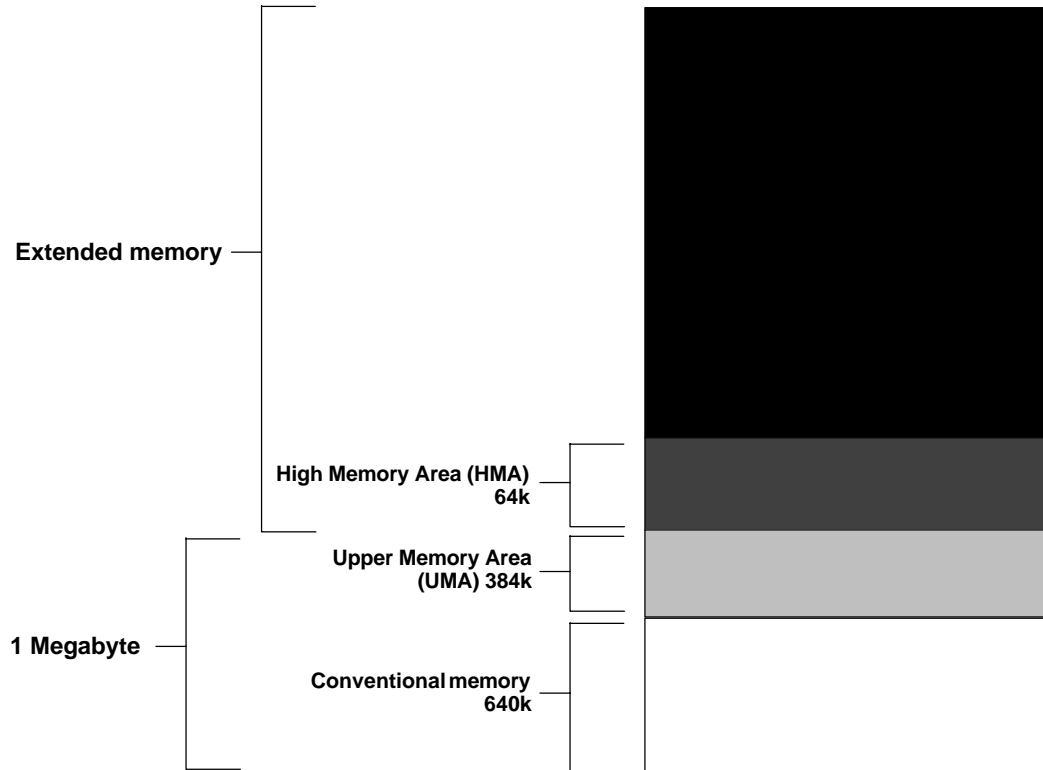 Extended memory
High Memory Area (HMA)
64k
Upper Memory Area
(UMA) 384k
1 Megabyte
Conventional memory
640k